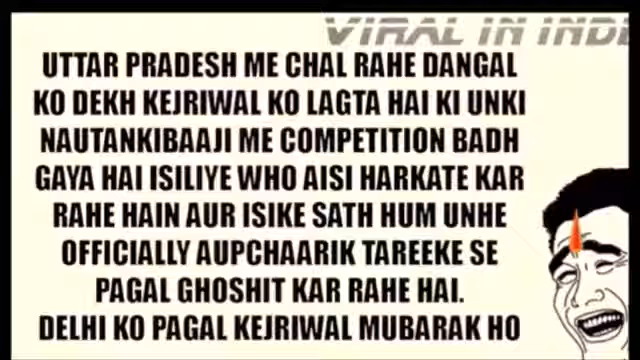 VIRAL IN INDI
UTTAR PRADESH ME CHAL RAHE DANGAL
KO DEKH KEJRIWAL KO LAGTA HAI KI UNKI
NAUTANKIBAAJI ME COMPETITION BADH
GAYA HAI ISILIYE WHO AISI HARKATE KAR
RAHE HAIN AUR ISIKE SATH HUM UNHE
OFFICIALLY AUPCHAARIK TAREEKE SE
PAGAL GHOSHIT KAR RAHE HAI.
DELHI KO PAGAL KEJRIWAL MUBARAK HO